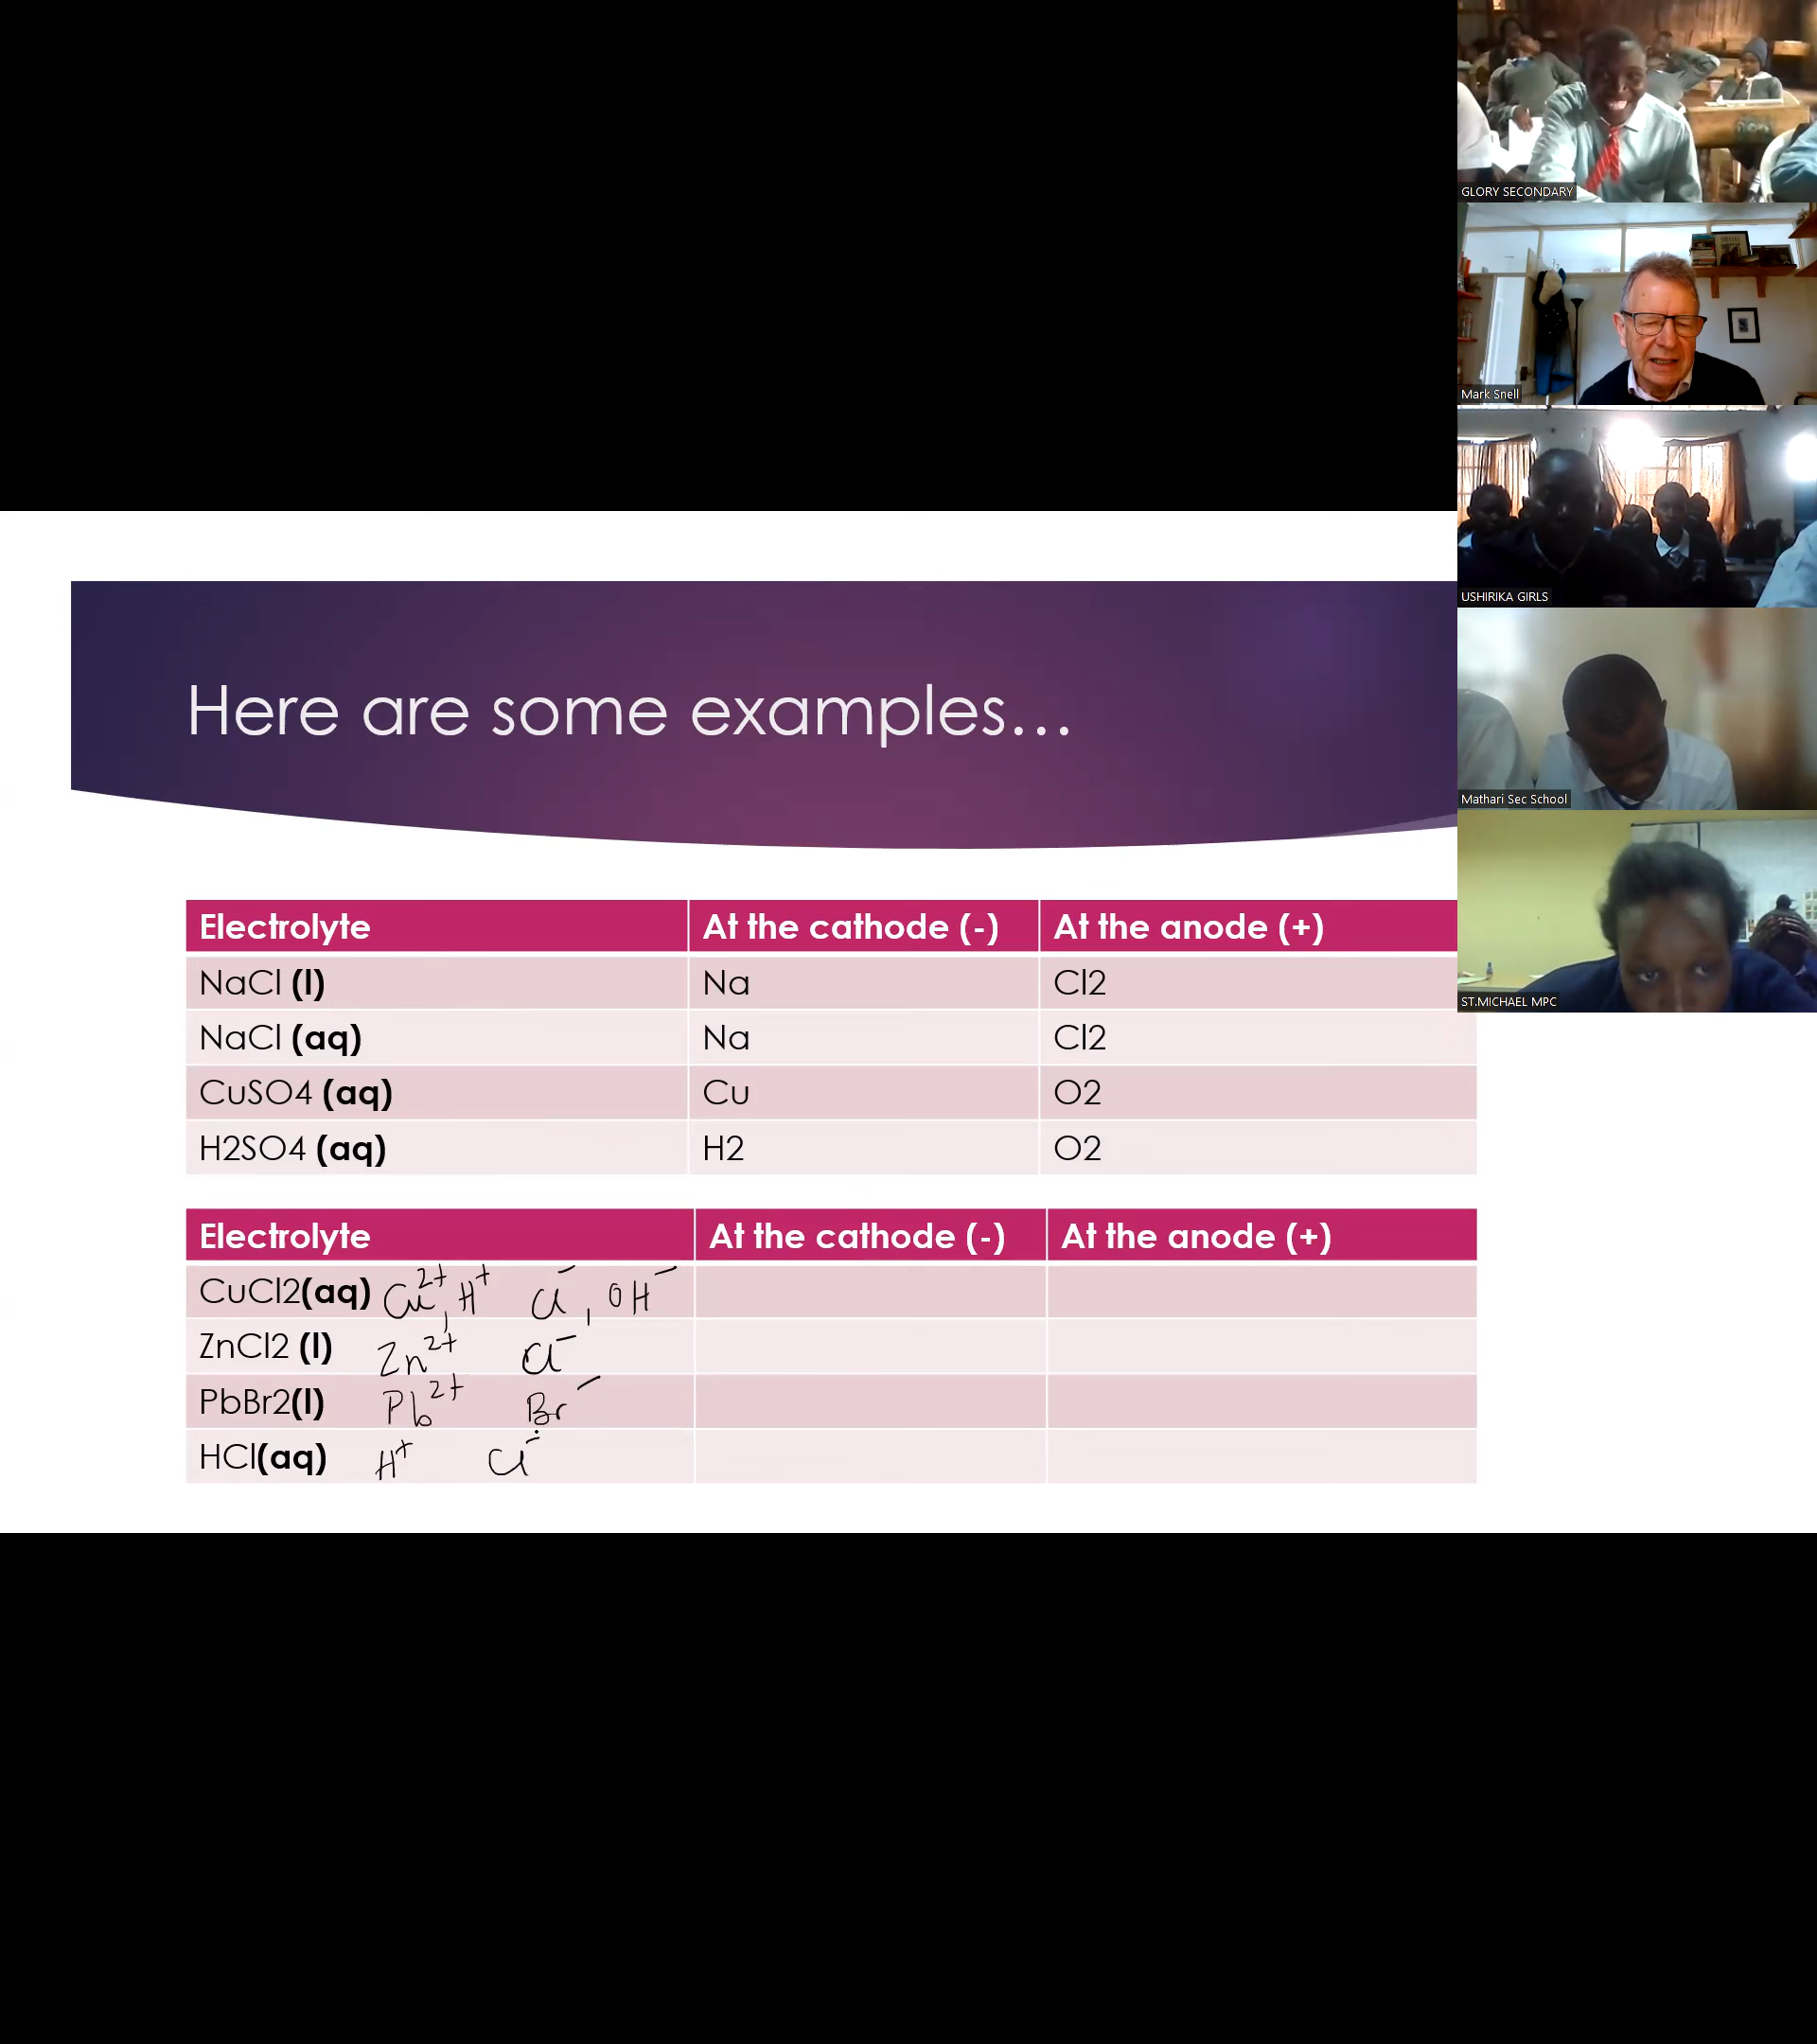 GLORY SECONDARY
Mark Snell
USHIRIKA GIRLS
Mathari Sec School
ST.MICHAEL MPC
Here are some examples...
Electrolyte At the cathode (-) At the anode (+)
NaCl (l) Na Cl2
NaCl (aq) Na Cl2
CuSO4 (aq) Cu O2
H2SO4 (aq) H2 O2
Electrolyte At the cathode (-) At the anode (+)
CuCl2(aq) Cu²⁺, H⁺ Cl⁻, OH⁻
ZnCl2 (l) Zn²⁺ Cl⁻
PbBr2(l) Pb²⁺ Br⁻
HCl(aq) H⁺ Cl⁻